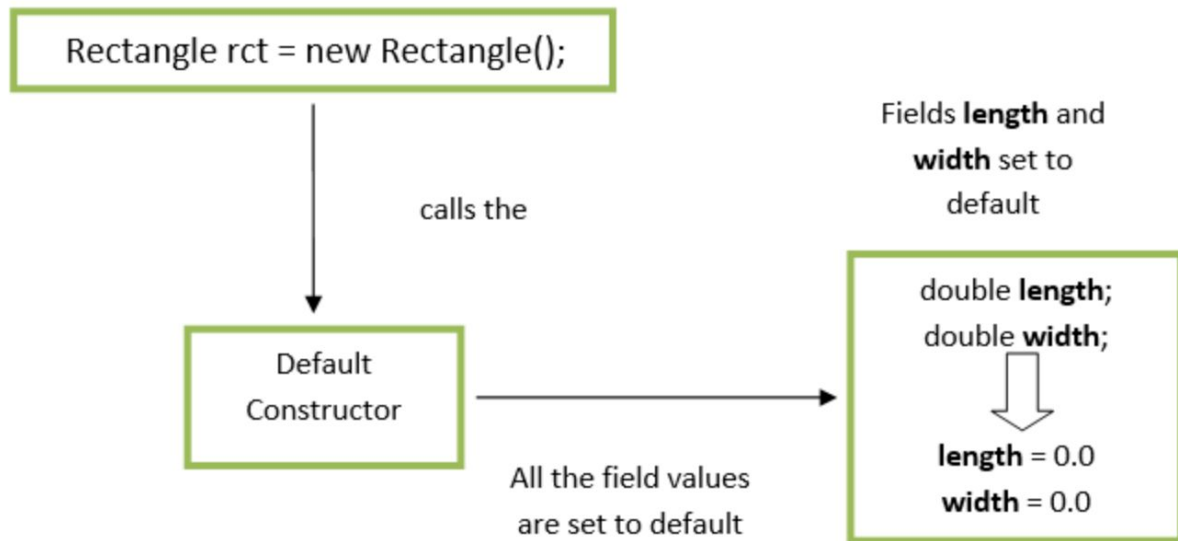 Rectangle rct = new Rectangle();
calls the
Default
Constructor
All the field values
are set to default
Fields length and
width set to
default
double length;
double width;
length = 0.0
width = 0.0